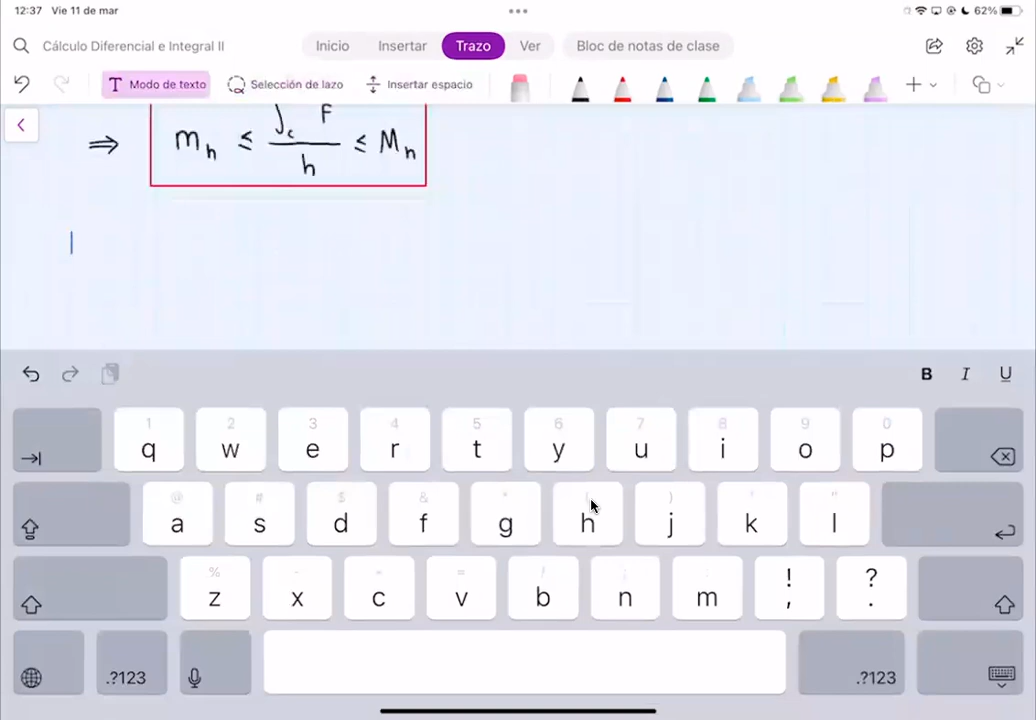 12:37 Vie 11 de mar
62%
Cálculo Diferencial e Integral II
Inicio Insertar Trazo Ver Bloc de notas de clase
T Modo de texto Selección de lazo Insertar espacio
⇒ m_h ≤ ∫_c F / h ≤ M_h
B I U
1 2 3 4 5 6 7 8 9 0
q w e r t y u i o p
@ # $ & * ( ) ' "
a s d f g h j k l
% - + = / ; : ! ?
z x c v b n m , .
.?123 .?123